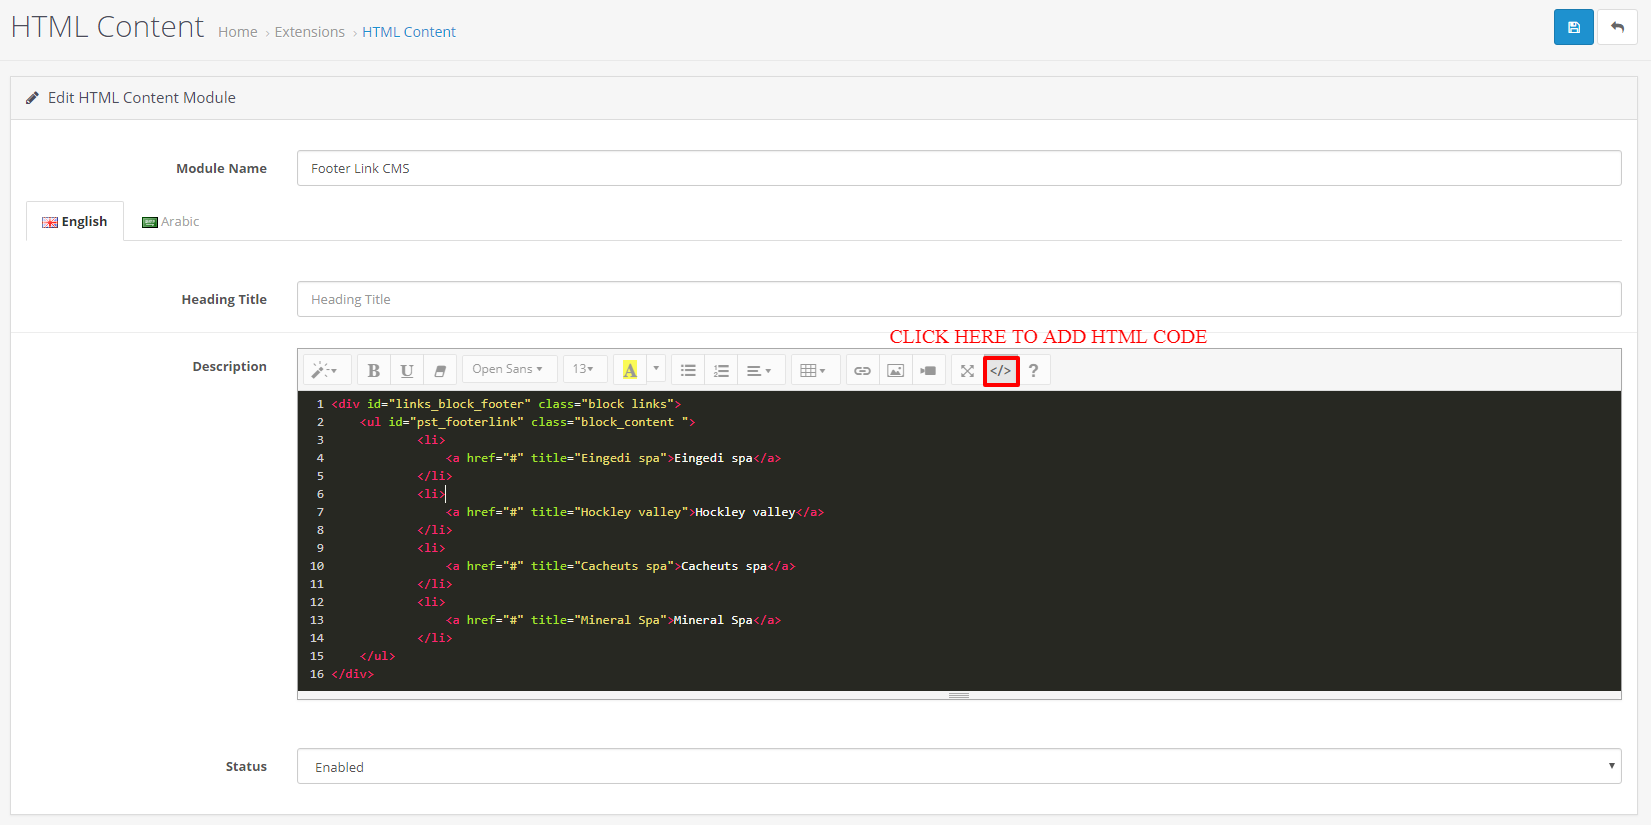 HTML Content Home › Extensions › HTML Content
Edit HTML Content Module
Module Name Footer Link CMS
English Arabic
Heading Title Heading Title
CLICK HERE TO ADD HTML CODE
Description B U Open Sans 13 A </> ?
1 <div id="links_block_footer" class="block links">
2 <ul id="pst_footerlink" class="block_content ">
3 <li>
4 <a href="#" title="Eingedi spa">Eingedi spa</a>
5 </li>
6 <li>
7 <a href="#" title="Hockley valley">Hockley valley</a>
8 </li>
9 <li>
10 <a href="#" title="Cacheuts spa">Cacheuts spa</a>
11 </li>
12 <li>
13 <a href="#" title="Mineral Spa">Mineral Spa</a>
14 </li>
15 </ul>
16 </div>
Status Enabled